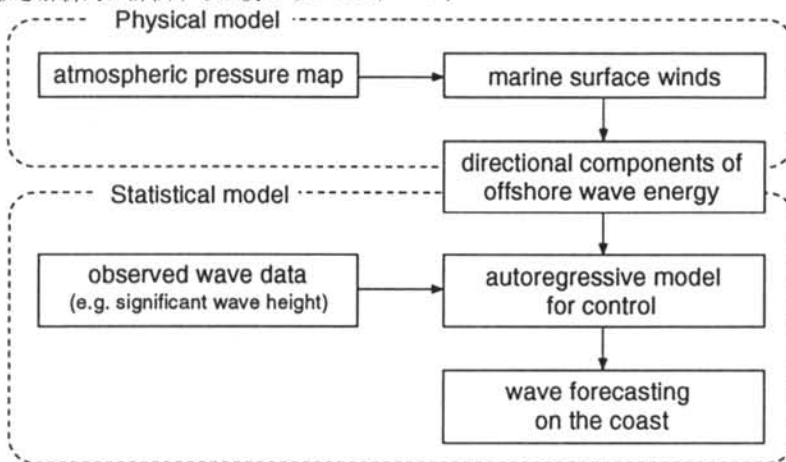 Physical model
atmospheric pressure map
marine surface winds
directional components of
offshore wave energy
Statistical model
observed wave data
(e.g. significant wave height)
autoregressive model
for control
wave forecasting
on the coast